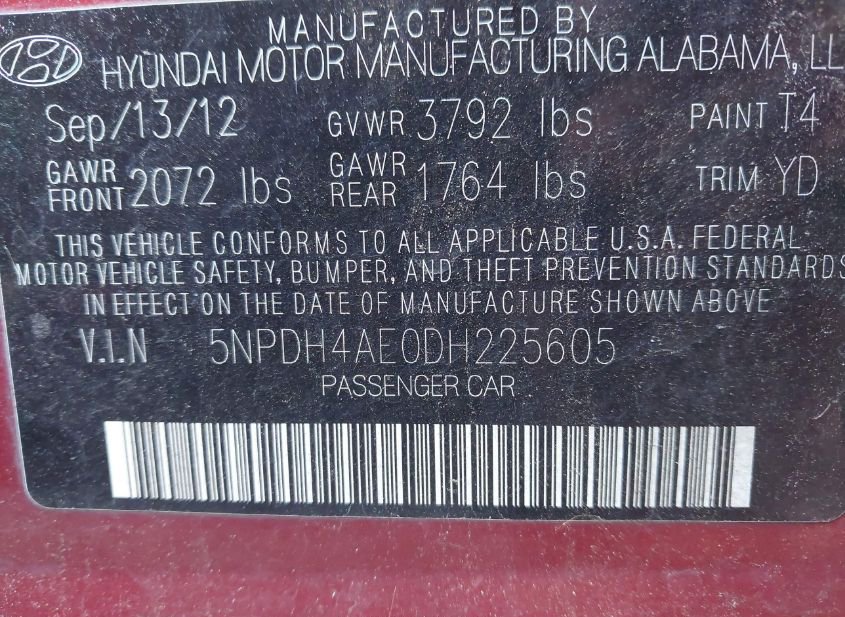 MANUFACTURED BY
HYUNDAI MOTOR MANUFACTURING ALABAMA, LL
Sep/13/12 GVWR 3792 lbs PAINT T4
GAWR FRONT 2072 lbs GAWR REAR 1764 lbs TRIM YD
THIS VEHICLE CONFORMS TO ALL APPLICABLE U.S.A. FEDERAL
MOTOR VEHICLE SAFETY, BUMPER, AND THEFT PREVENTION STANDARDS
IN EFFECT ON THE DATE OF MANUFACTURE SHOWN ABOVE
V.I.N 5NPDH4AE0DH225605
PASSENGER CAR